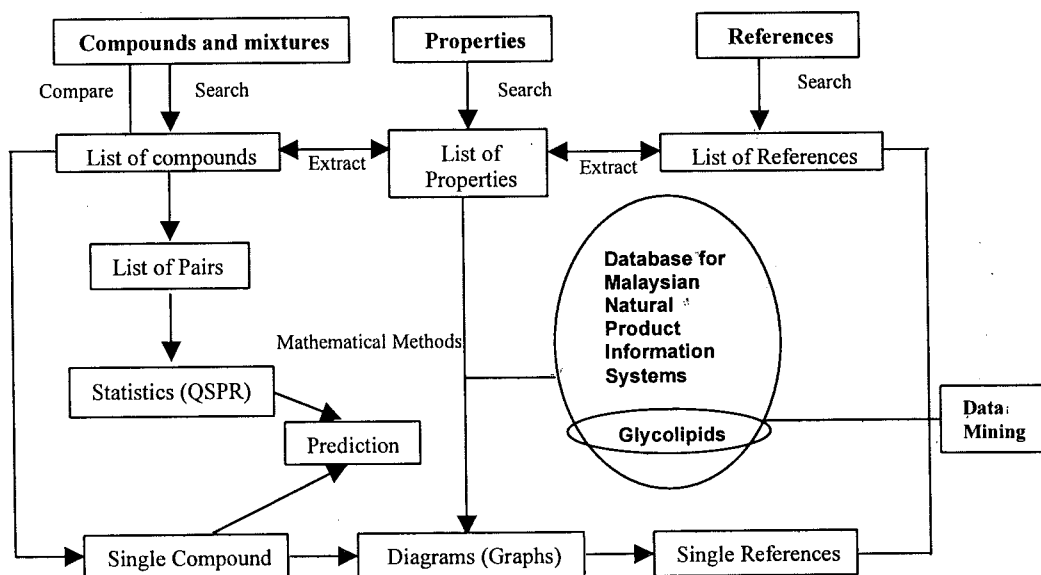 Compounds and mixtures
Properties
References
Compare
Search
Search
Search
List of compounds
Extract
List of
Properties
Extract
List of References
List of Pairs
Database for
Malaysian
Natural
Product
Information
Systems
Mathematical Methods
Statistics (QSPR)
Prediction
Glycolipids
Data
Mining
Single Compound
Diagrams (Graphs)
Single References